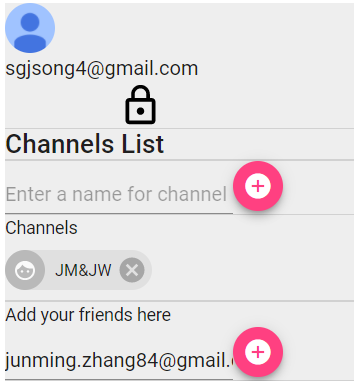 sgjsong4@gmail.com
Channels List
Enter a name for channel
Channels
JM&JW
Add your friends here
junming.zhang84@gmail.